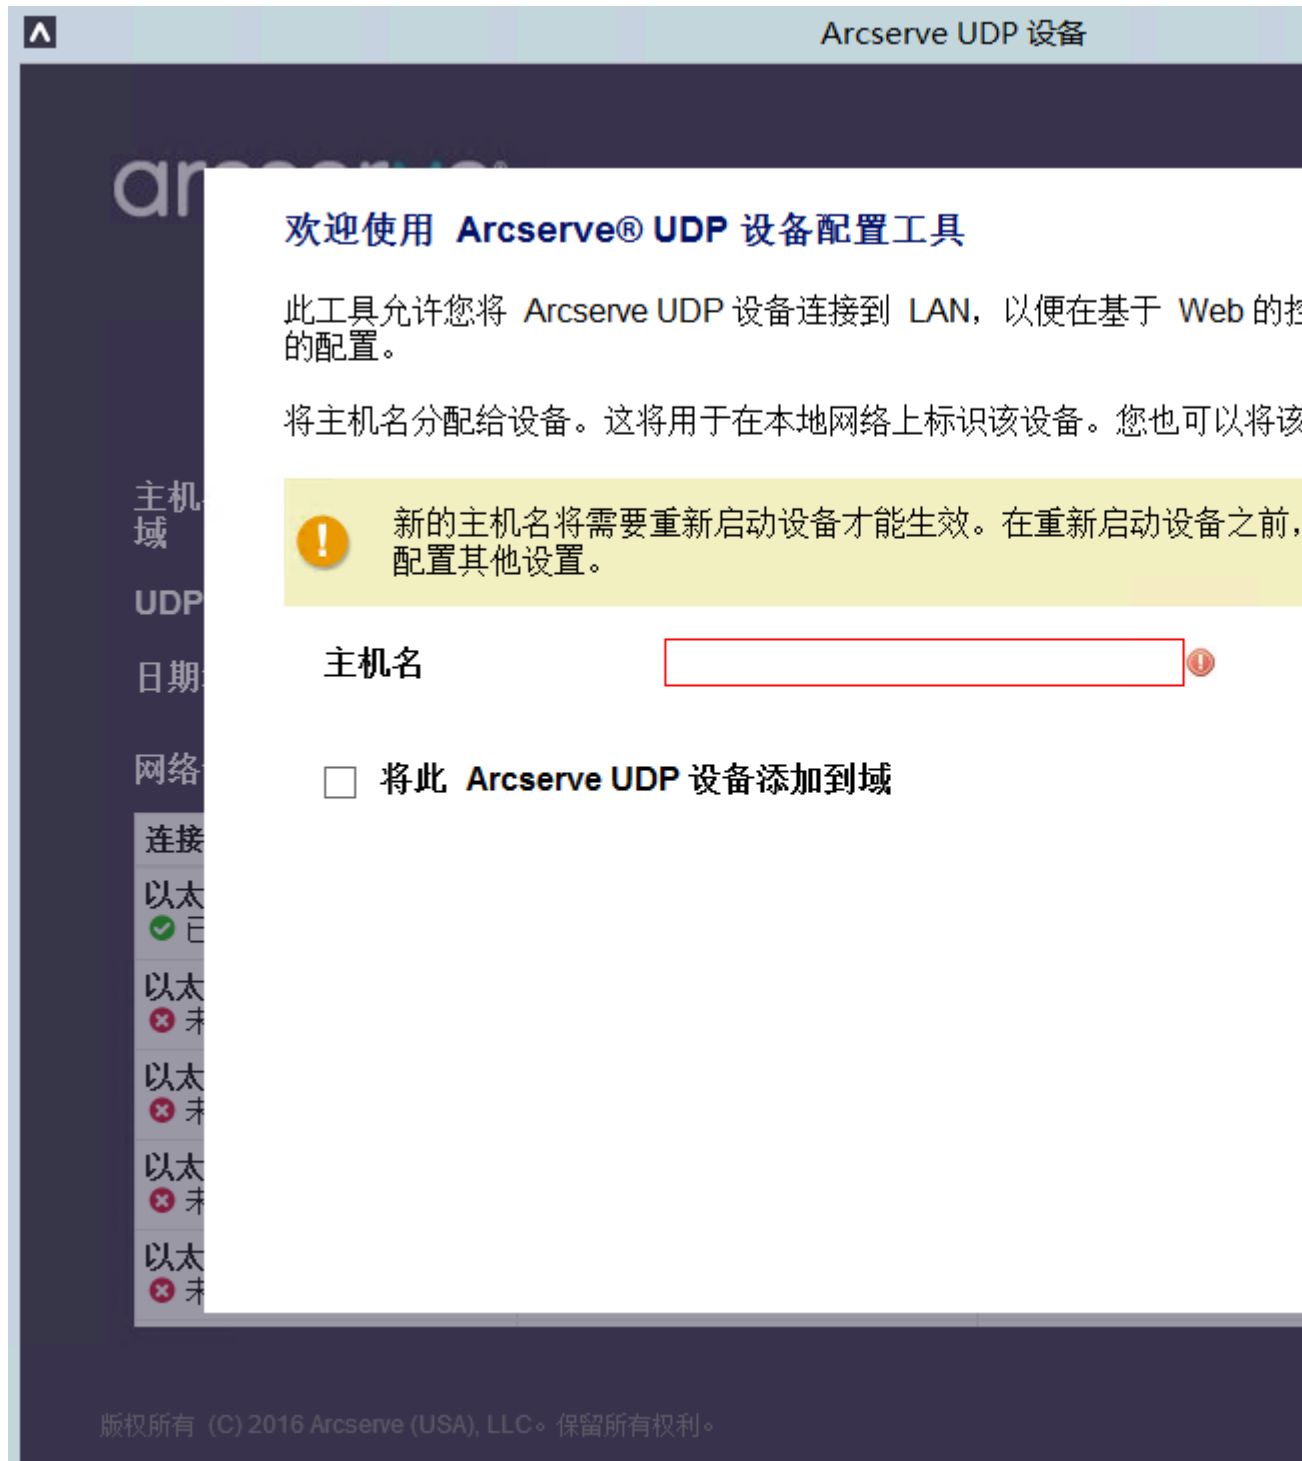 Arcserve UDP 设备
欢迎使用 Arcserve® UDP 设备配置工具
此工具允许您将 Arcserve UDP 设备连接到 LAN，以便在基于 Web 的控
的配置。
将主机名分配给设备。这将用于在本地网络上标识该设备。您也可以将该
新的主机名将需要重新启动设备才能生效。在重新启动设备之前，
配置其他设置。
主机名
将此 Arcserve UDP 设备添加到域
主机
域
UDP
日期
网络
连接
以太
已
以太
未
以太
未
以太
未
以太
未
版权所有 (C) 2016 Arcserve (USA), LLC。保留所有权利。